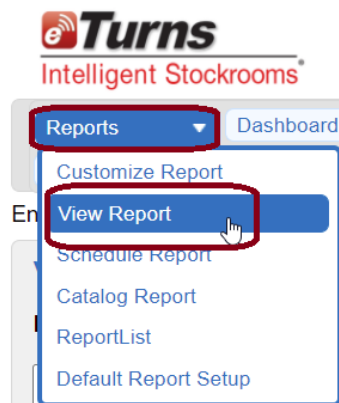 eTurns
Intelligent Stockrooms
Reports Dashboard
Customize Report
En View Report
Schedule Report
Catalog Report
ReportList
Default Report Setup